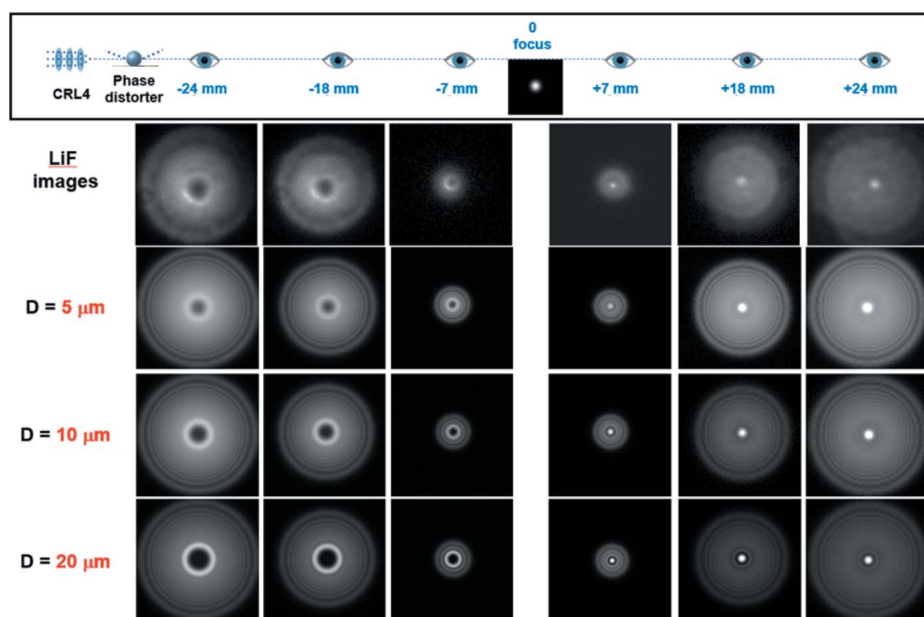 0
focus
CRL4
Phase
distorter
-24 mm
-18 mm
-7 mm
+7 mm
+18 mm
+24 mm
LiF
images
D = 5 μm
D = 10 μm
D = 20 μm